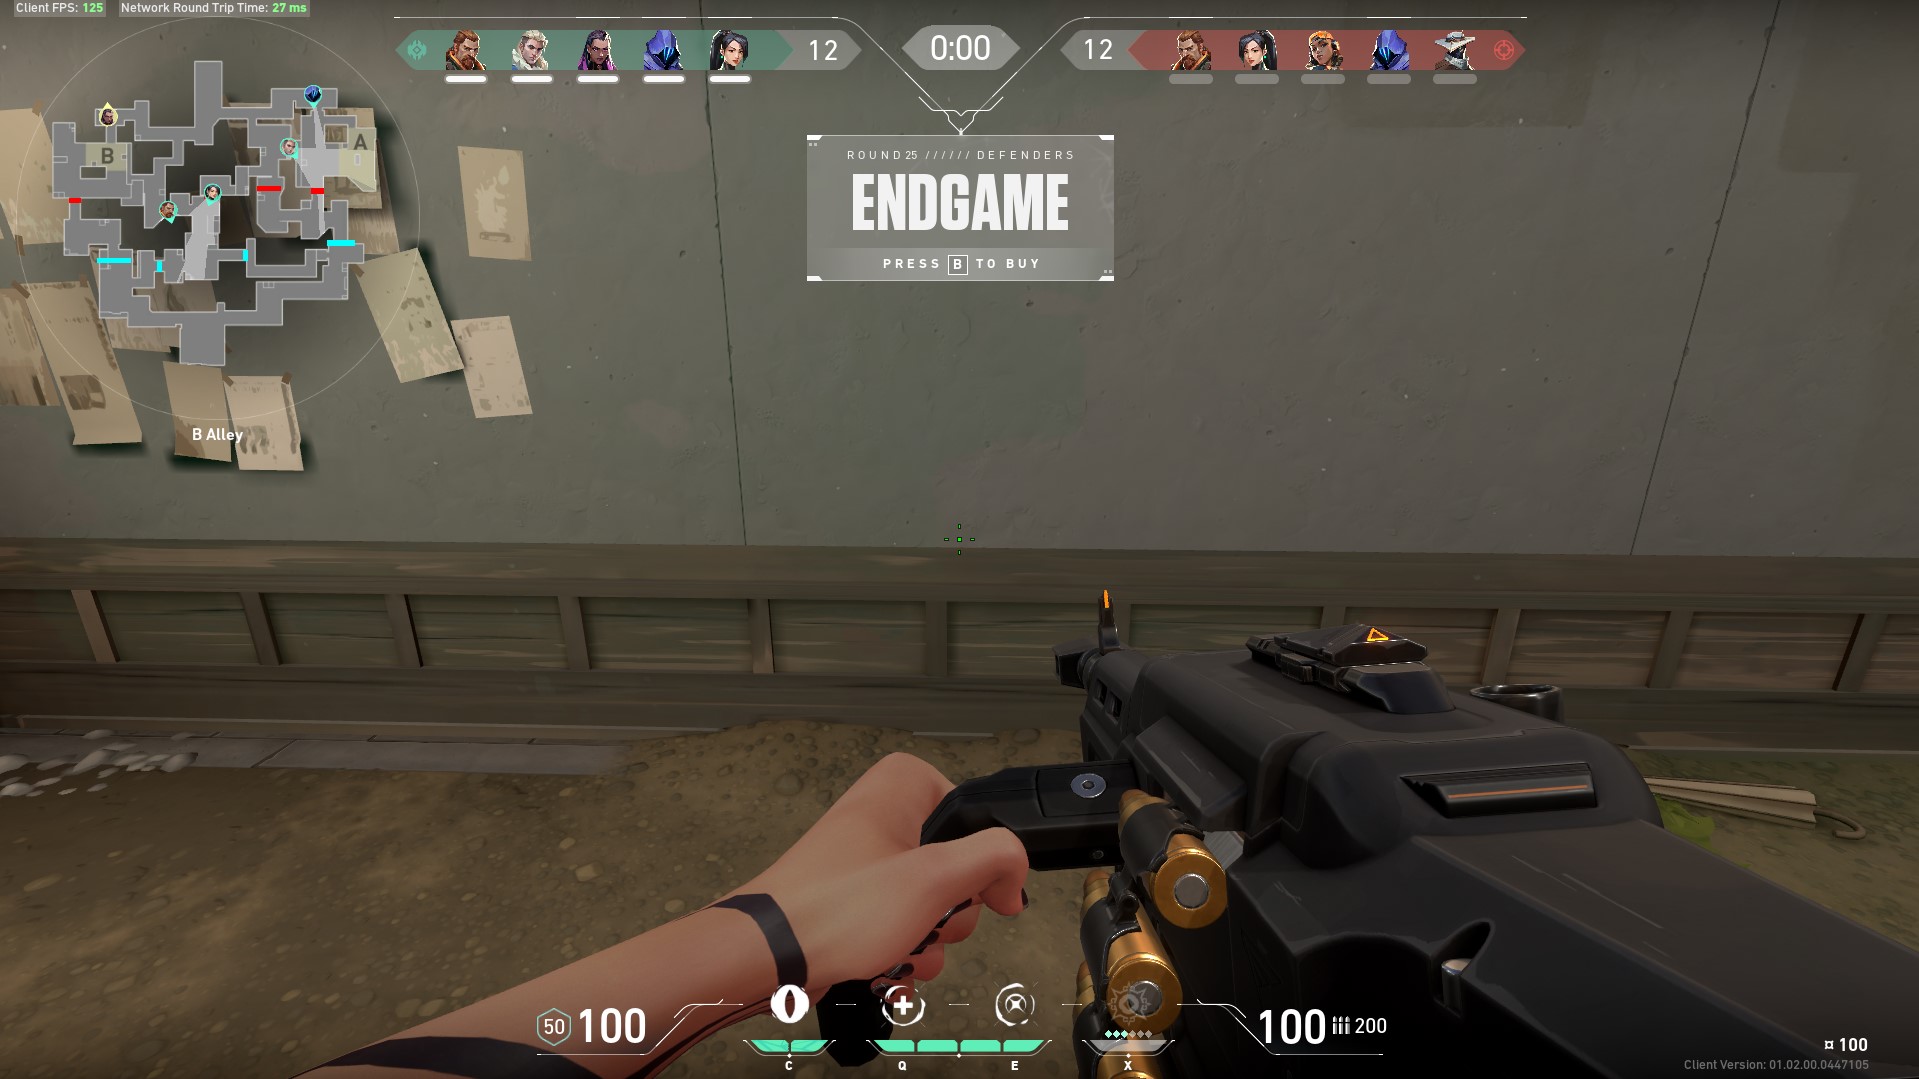 Client FPS: 125 Network Round Trip Time: 27 ms
12 0:00 12
ROUND 25 ////// DEFENDERS
ENDGAME
PRESS B TO BUY
A
B
B Alley
50 100
100 200
¤ 100
C Q E X
Client Version: 01.02.00.0447105